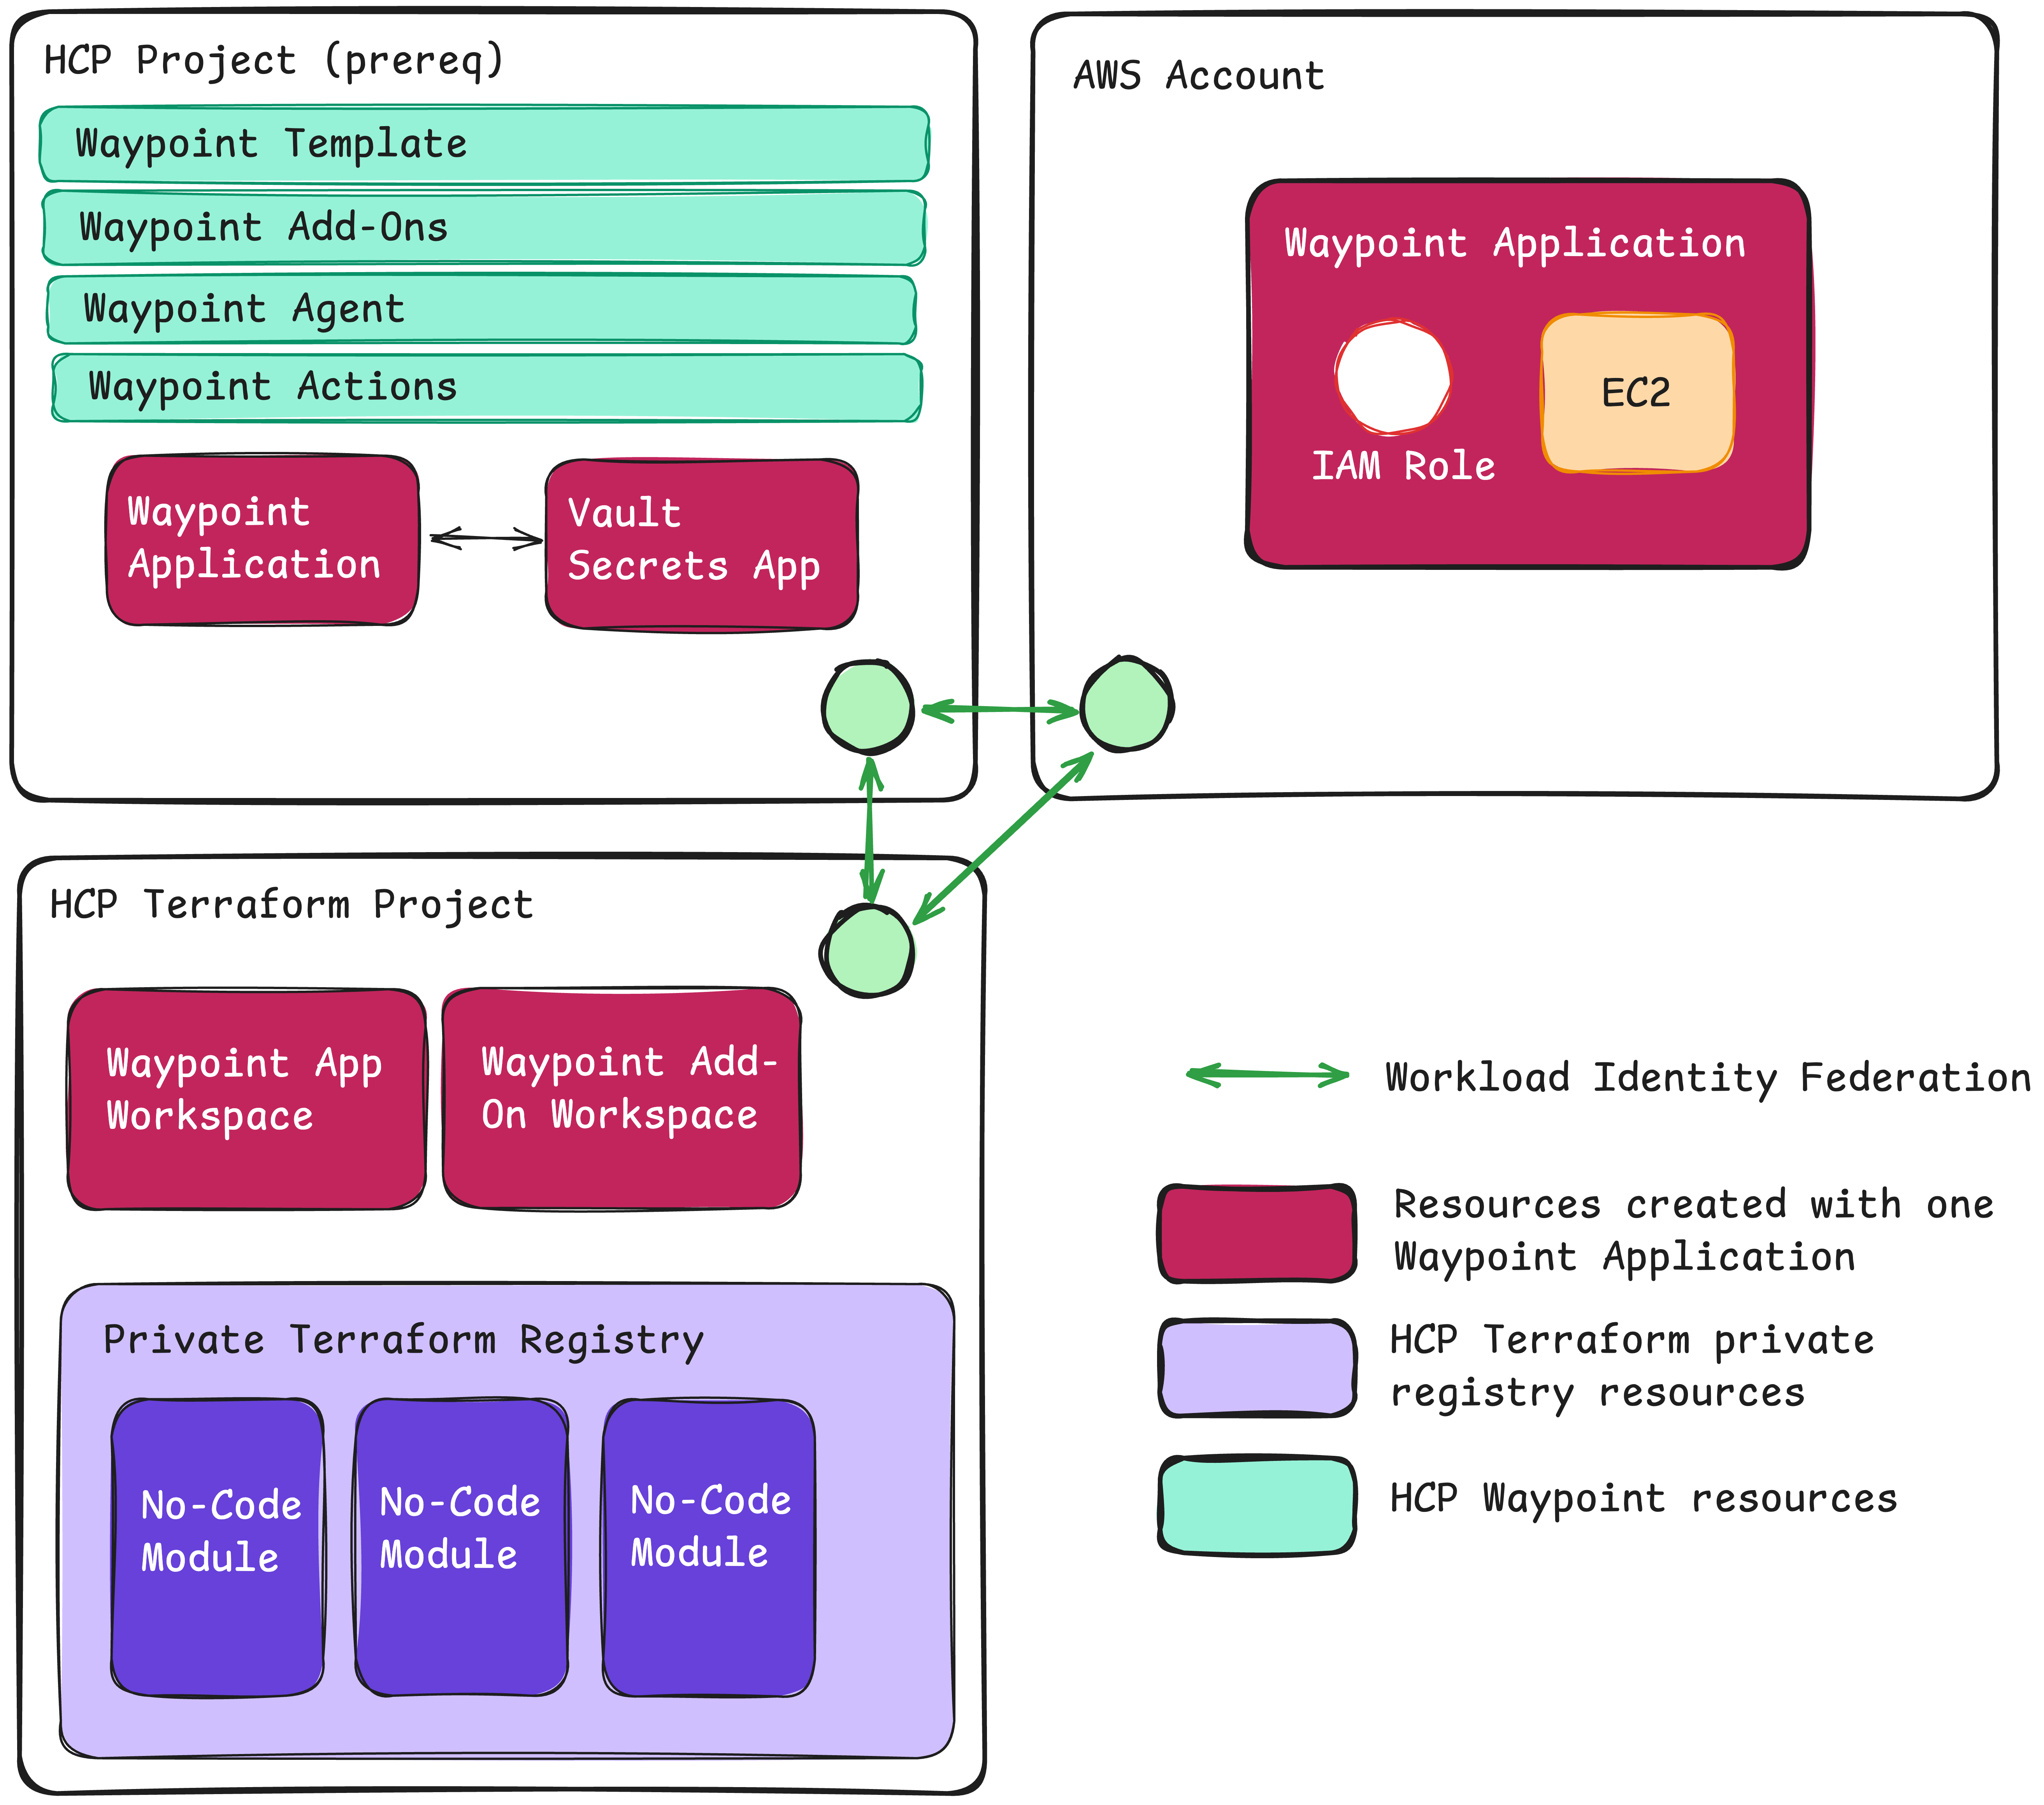 HCP Project (prereq)
Waypoint Template
Waypoint Add-Ons
Waypoint Agent
Waypoint Actions
Waypoint
Application
Vault
Secrets App
AWS Account
Waypoint Application
IAM Role
EC2
HCP Terraform Project
Waypoint App
Workspace
Waypoint Add-
On Workspace
Private Terraform Registry
No-Code
Module
No-Code
Module
No-Code
Module
Workload Identity Federation
Resources created with one
Waypoint Application
HCP Terraform private
registry resources
HCP Waypoint resources